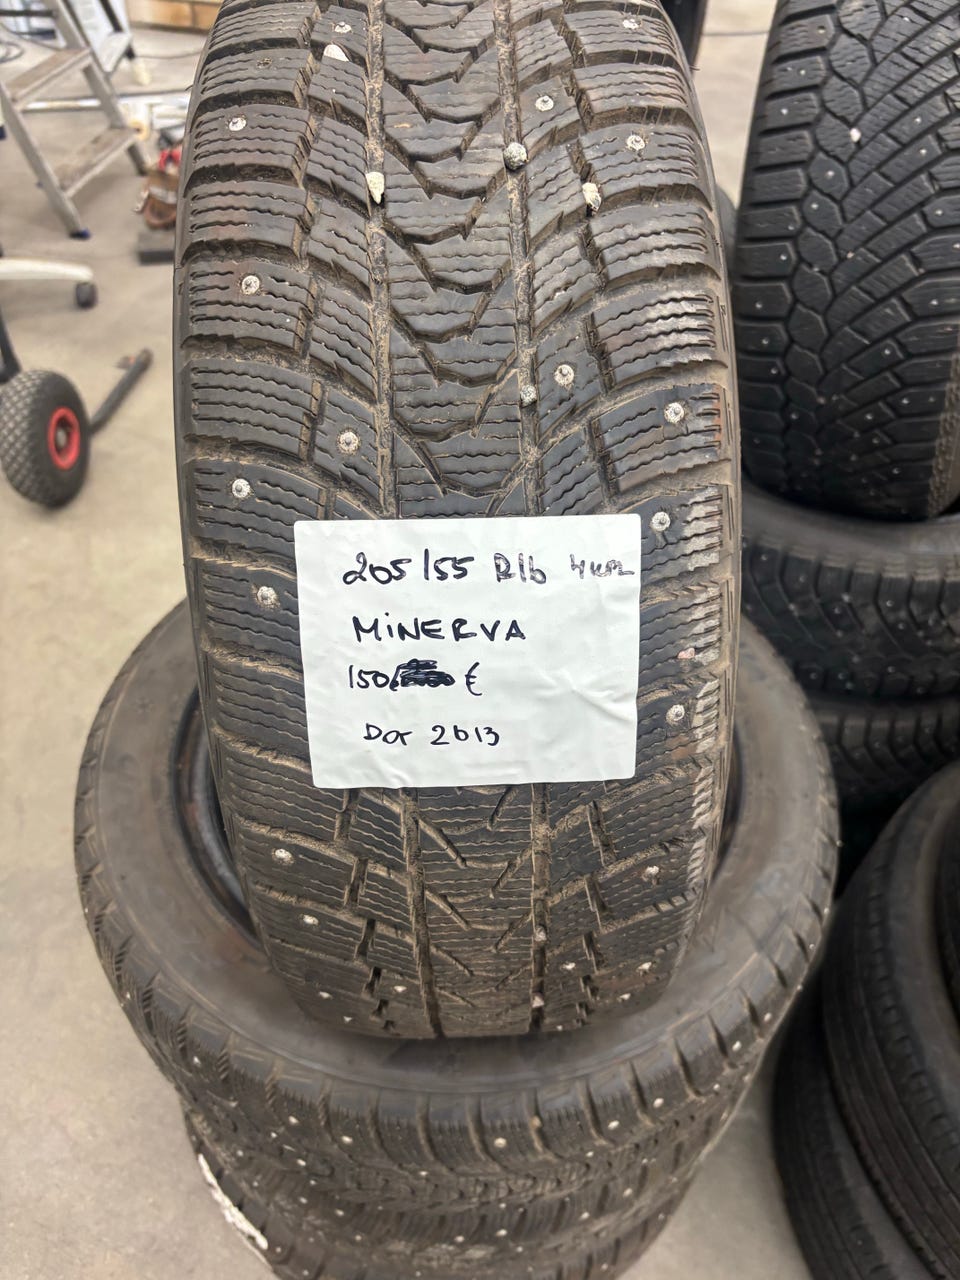 205/55 R16 4KPL
MINERVA
150 €
DOT 2013